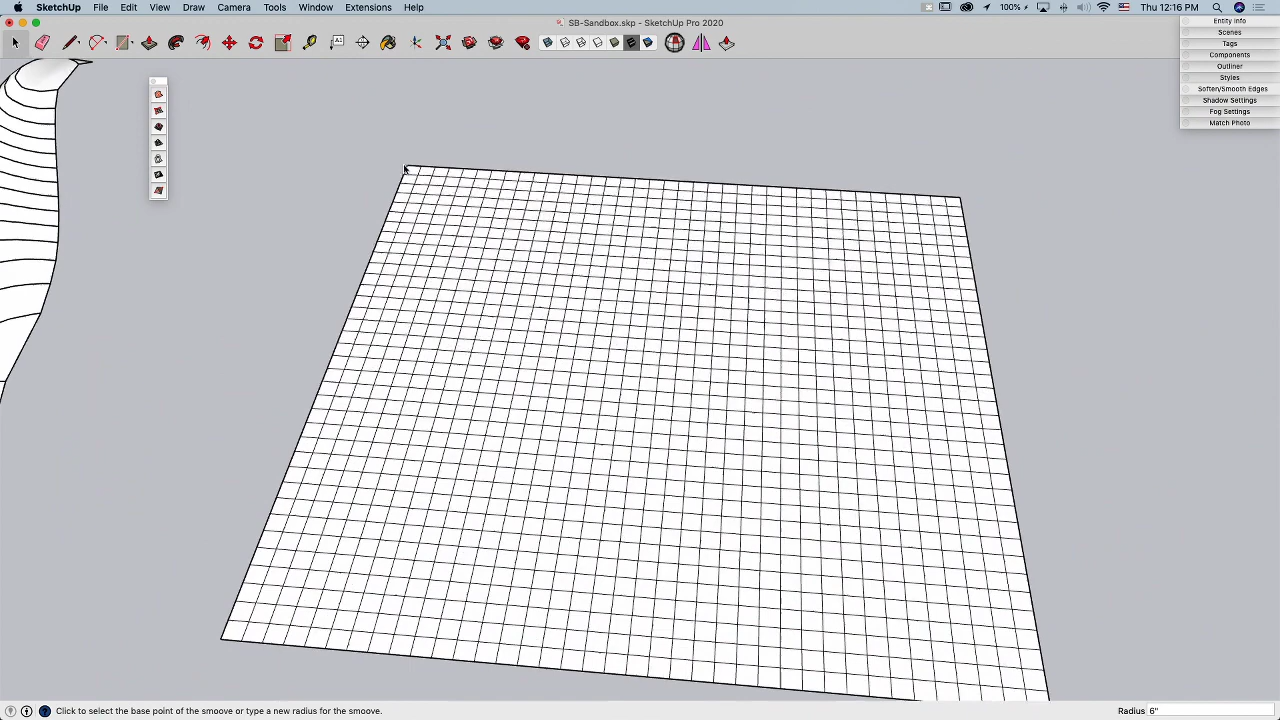 SketchUp File Edit View Draw Camera Tools Window Extensions Help 100% Thu 12:16 PM
SB-Sandbox.skp - SketchUp Pro 2020
A1
Entity Info
Scenes
Tags
Components
Outliner
Styles
Soften/Smooth Edges
Shadow Settings
Fog Settings
Match Photo
Click to select the base point of the smoove or type a new radius for the smoove.
Radius 6"